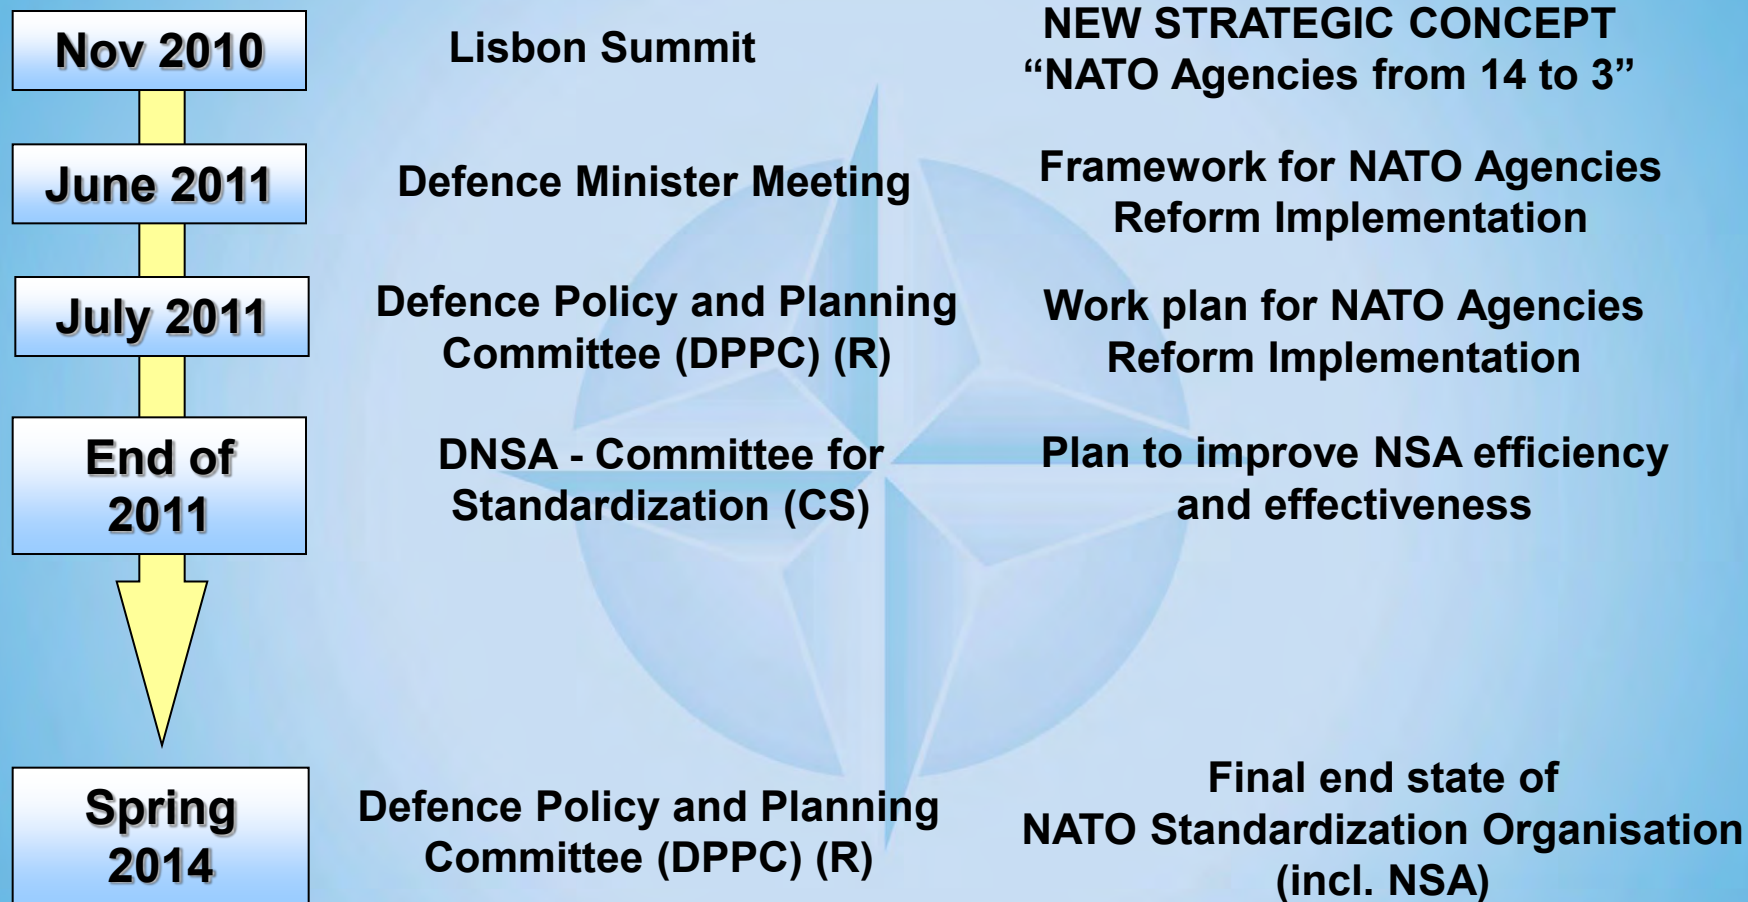 Nov 2010
Lisbon Summit
NEW STRATEGIC CONCEPT
“NATO Agencies from 14 to 3”
June 2011
Defence Minister Meeting
Framework for NATO Agencies
Reform Implementation
July 2011
Defence Policy and Planning
Committee (DPPC) (R)
Work plan for NATO Agencies
Reform Implementation
End of
2011
DNSA - Committee for
Standardization (CS)
Plan to improve NSA efficiency
and effectiveness
Spring
2014
Defence Policy and Planning
Committee (DPPC) (R)
Final end state of
NATO Standardization Organisation
(incl. NSA)